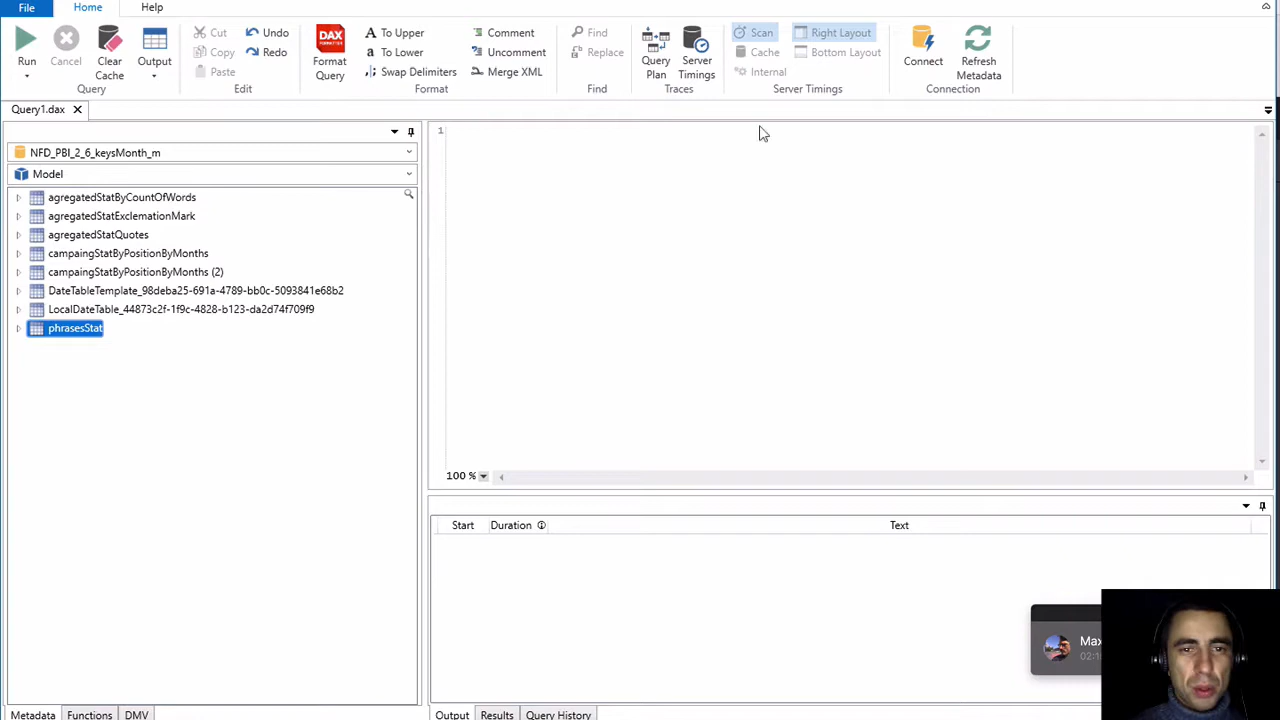 File
Home
Help
Run
Cancel
Clear
Cache
Output
Query
Cut
Copy
Paste
Undo
Redo
Edit
DAX
FORMATTER
Format
Query
To Upper
To Lower
Swap Delimiters
Comment
Uncomment
Merge XML
Format
Find
Replace
Find
Query
Plan
Server
Timings
Traces
Scan
Cache
Internal
Right Layout
Bottom Layout
Server Timings
Connect
Refresh
Metadata
Connection
Query1.dax
NFD_PBI_2_6_keysMonth_m
Model
agregatedStatByCountOfWords
agregatedStatExclemationMark
agregatedStatQuotes
campaingStatByPositionByMonths
campaingStatByPositionByMonths (2)
DateTableTemplate_98deba25-691a-4789-bb0c-5093841e68b2
LocalDateTable_44873c2f-1f9c-4828-b123-da2d74f709f9
phrasesStat
Metadata
Functions
DMV
1
100 %
Start
Duration
Text
Max
Output
Results
Query History